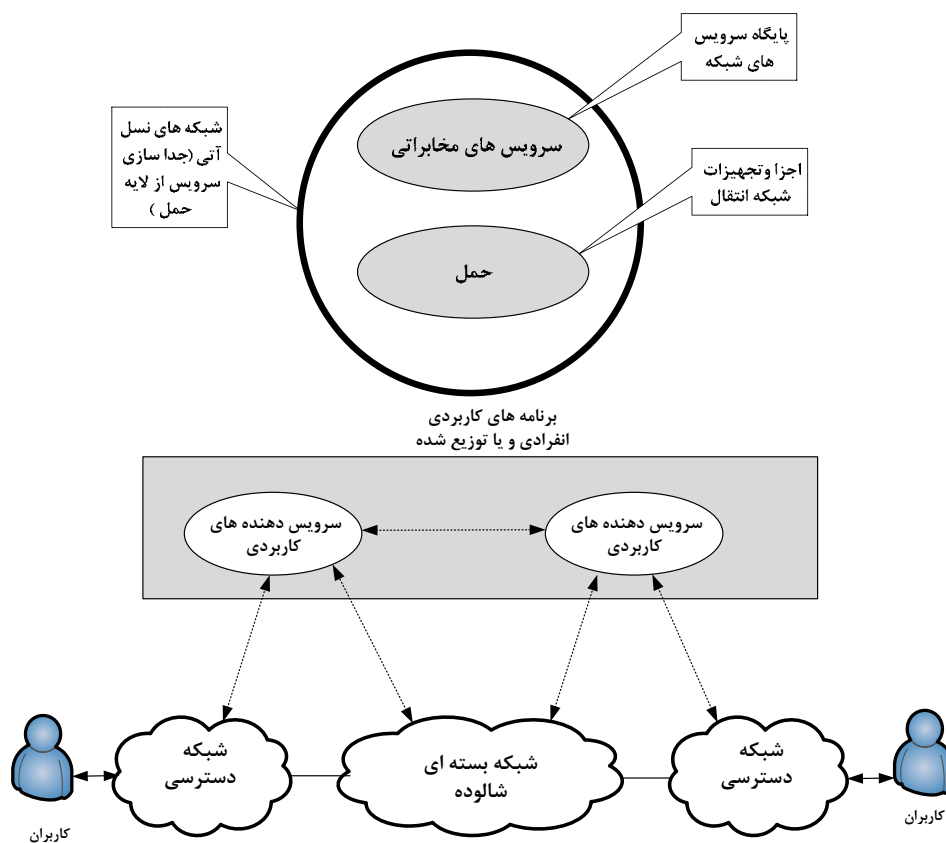 پایگاه سرویس
های شبکه
سرویس های مخابراتی
شبکه های نسل
آتی (جدا سازی
سرویس از لایه
حمل )
اجزا وتجهیزات
شبکه انتقال
حمل
برنامه های کاربردی
انفرادی و یا توزیع شده
سرویس دهنده های
کاربردی
سرویس دهنده های
کاربردی
شبکه
دسترسی
شبکه بسته ای
شالوده
شبکه
دسترسی
کاربران
کاربران